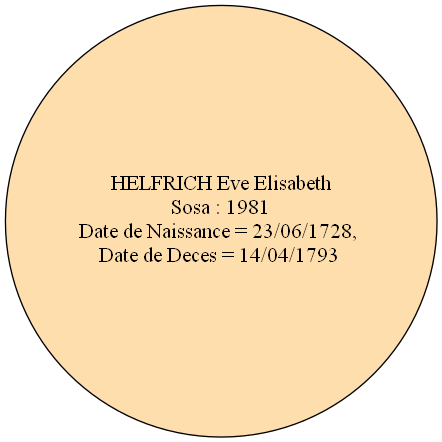 HELFRICH Eve Elisabeth
Sosa : 1981
Date de Naissance = 23/06/1728,
Date de Deces = 14/04/1793